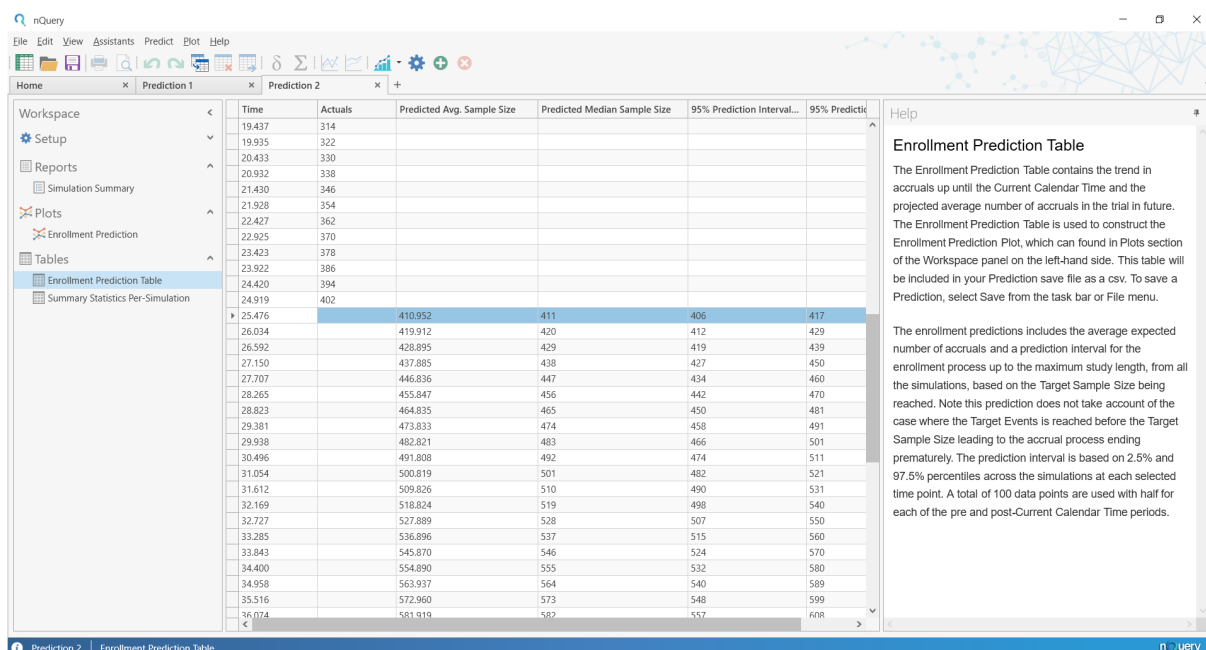 nQuery
File Edit View Assistants Predict Plot Help
Home Prediction 1 Prediction 2
Workspace
Setup
Reports
Simulation Summary
Plots
Enrollment Prediction
Tables
Enrollment Prediction Table
Summary Statistics Per-Simulation
Time Actuals Predicted Avg. Sample Size Predicted Median Sample Size 95% Prediction Interval... 95% Predictic
19.437 314
19.935 322
20.433 330
20.932 338
21.430 346
21.928 354
22.427 362
22.925 370
23.423 378
23.922 386
24.420 394
24.919 402
25.476 410.952 411 406 417
26.034 419.912 420 412 429
26.592 428.895 429 419 439
27.150 437.885 438 427 450
27.707 446.836 447 434 460
28.265 455.847 456 442 470
28.823 464.835 465 450 481
29.381 473.833 474 458 491
29.938 482.821 483 466 501
30.496 491.808 492 474 511
31.054 500.819 501 482 521
31.612 509.826 510 490 531
32.169 518.824 519 498 540
32.727 527.889 528 507 550
33.285 536.896 537 515 560
33.843 545.870 546 524 570
34.400 554.890 555 532 580
34.958 563.937 564 540 589
35.516 572.960 573 548 599
36.074 581.919 582 557 608
Help
Enrollment Prediction Table
The Enrollment Prediction Table contains the trend in
accruals up until the Current Calendar Time and the
projected average number of accruals in the trial in future.
The Enrollment Prediction Table is used to construct the
Enrollment Prediction Plot, which can found in Plots section
of the Workspace panel on the left-hand side. This table will
be included in your Prediction save file as a csv. To save a
Prediction, select Save from the task bar or File menu.
The enrollment predictions includes the average expected
number of accruals and a prediction interval for the
enrollment process up to the maximum study length, from all
the simulations, based on the Target Sample Size being
reached. Note this prediction does not take account of the
case where the Target Events is reached before the Target
Sample Size leading to the accrual process ending
prematurely. The prediction interval is based on 2.5% and
97.5% percentiles across the simulations at each selected
time point. A total of 100 data points are used with half for
each of the pre and post-Current Calendar Time periods.
Prediction 2 Enrollment Prediction Table
nQuery